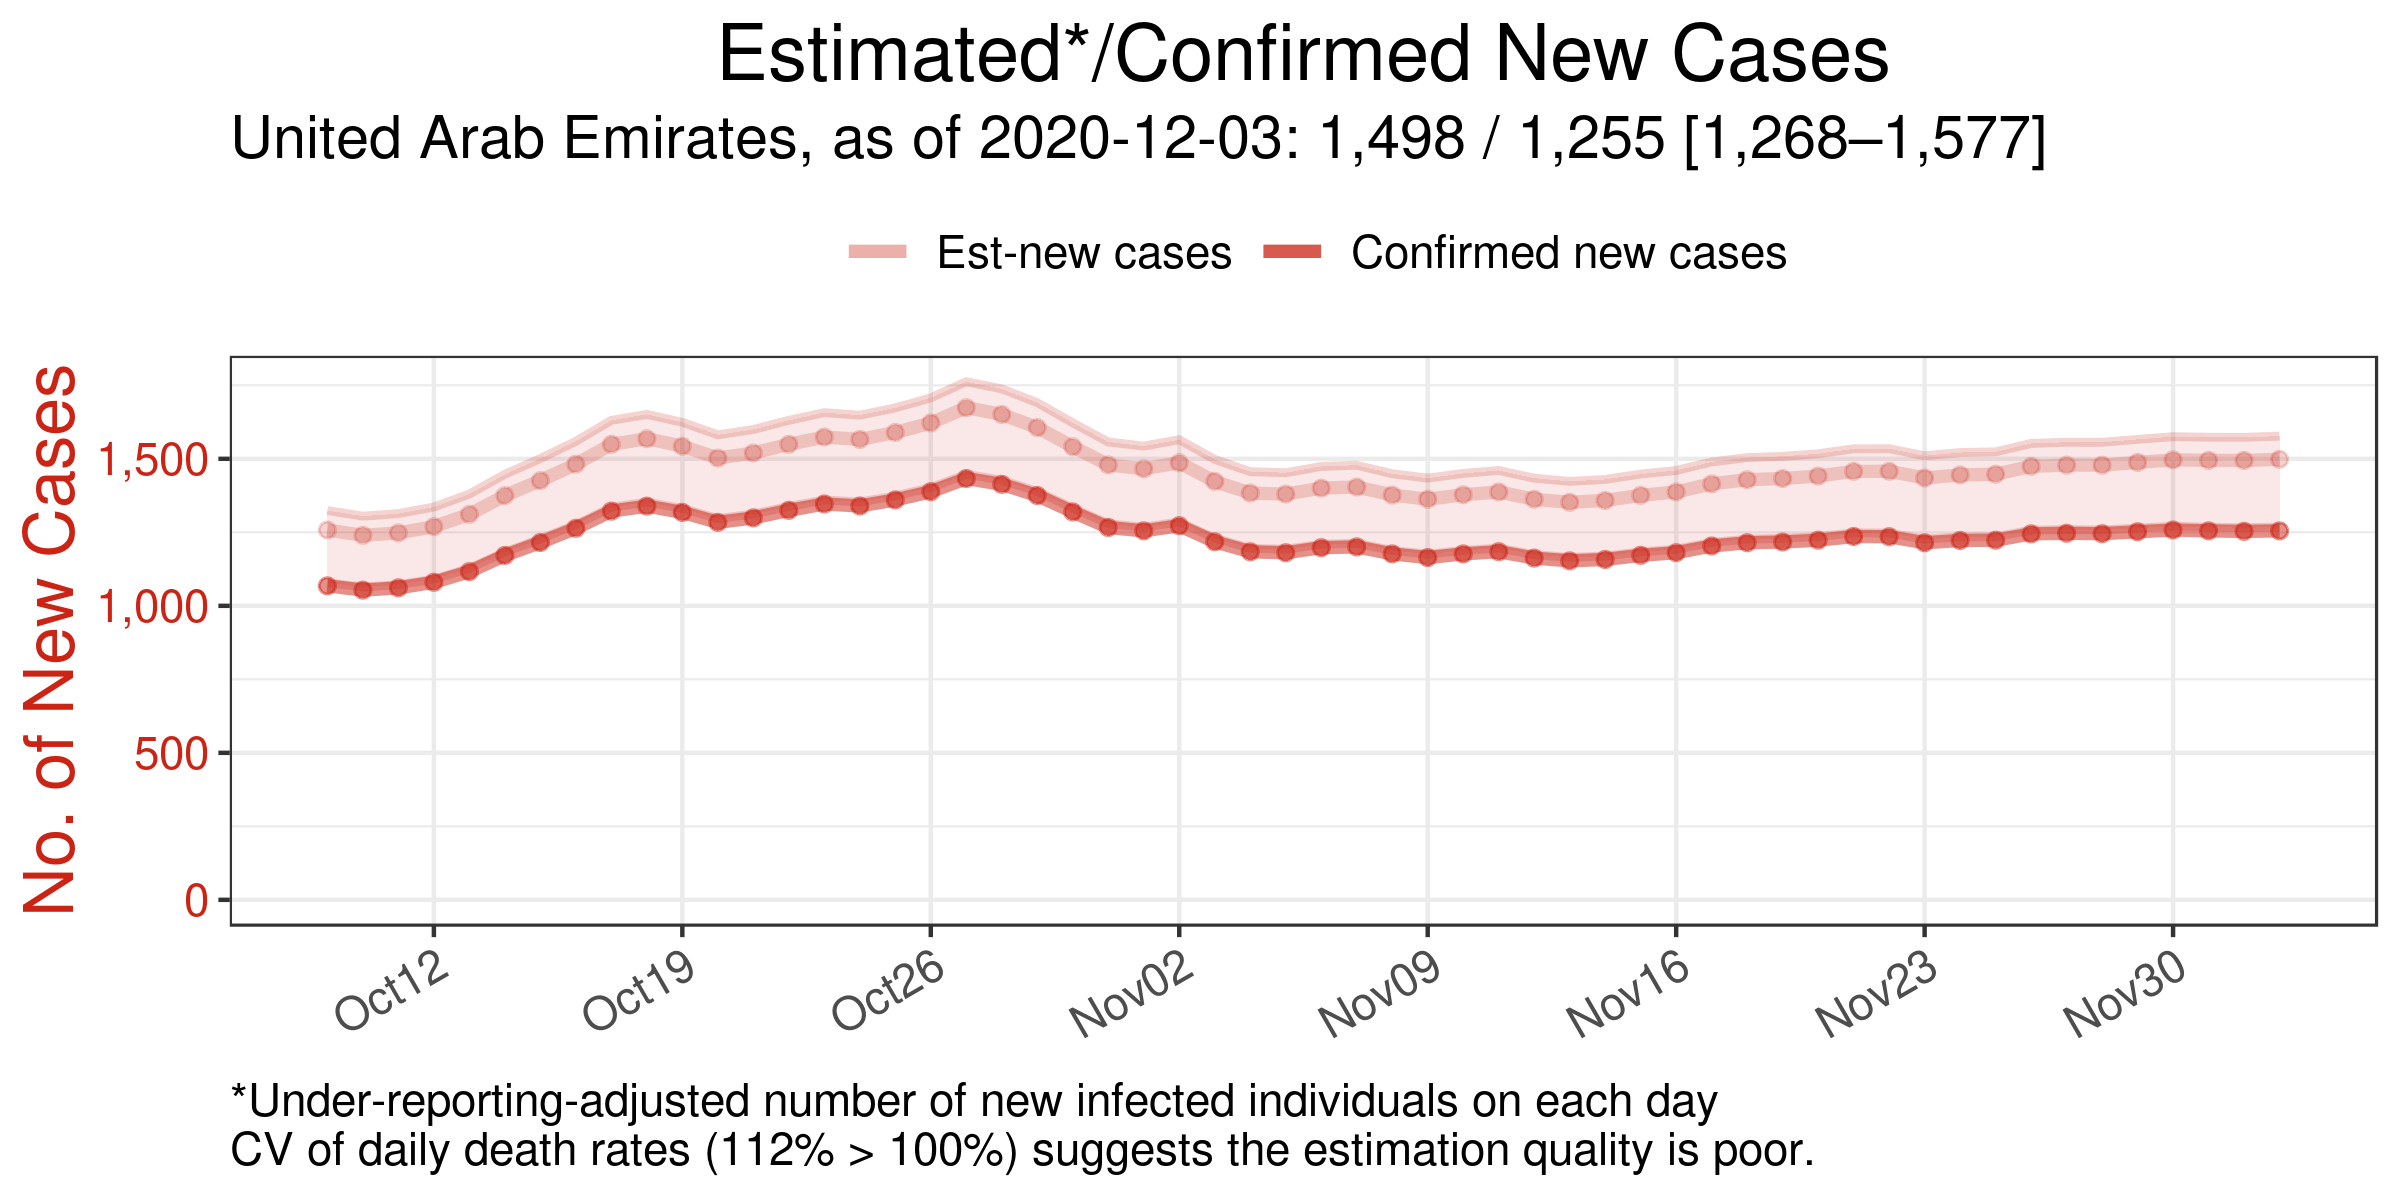 Estimated*/Confirmed New Cases
United Arab Emirates, as of 2020-12-03: 1,498 / 1,255 [1,268–1,577]
Est-new cases Confirmed new cases
No. of New Cases
1,500
1,000
500
0
Oct12 Oct19 Oct26 Nov02 Nov09 Nov16 Nov23 Nov30
*Under-reporting-adjusted number of new infected individuals on each day
CV of daily death rates (112% > 100%) suggests the estimation quality is poor.